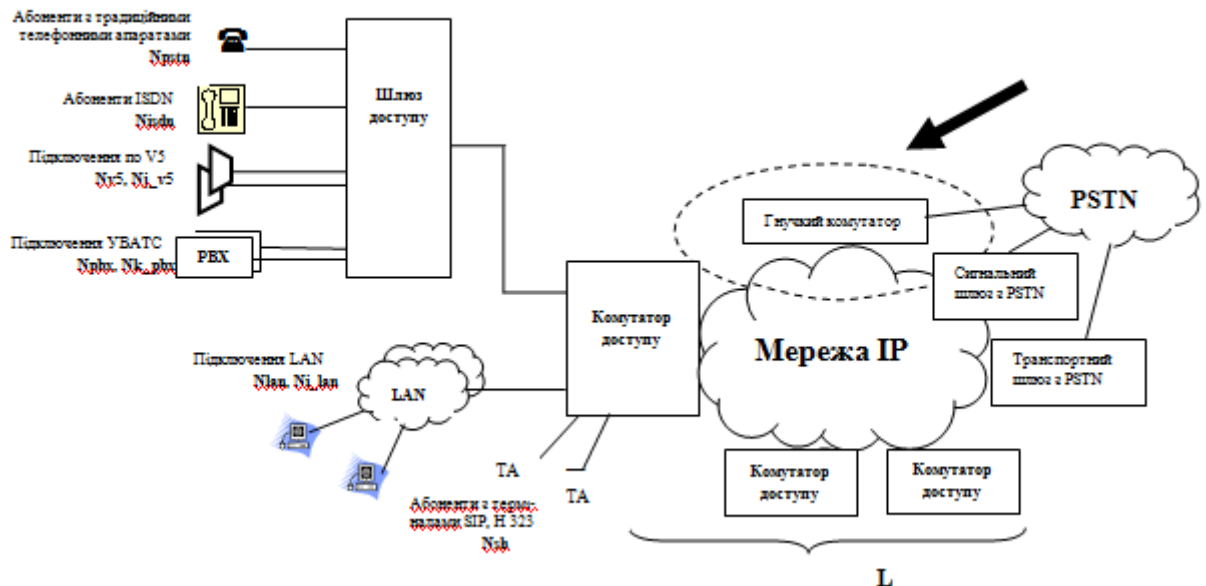 Абоненти з традиційними
телефонними апаратами
Npstn
Абоненти ISDN
Nisdn
Підключення по V5
Nv5, Nj_v5
Підключення УВАТС
Npbx, Nk_pbx
PBX
Шлюз
доступу
Підключення LAN
Nlan, Ni_lan
LAN
Комутатор
доступу
TA
TA
Абоненти з термі-
налами SIP, H 323
Nsh
Гнучкий комутатор
PSTN
Сигнальний
шлюз з PSTN
Мережа IP
Транспортний
шлюз з PSTN
Комутатор
доступу
Комутатор
доступу
L